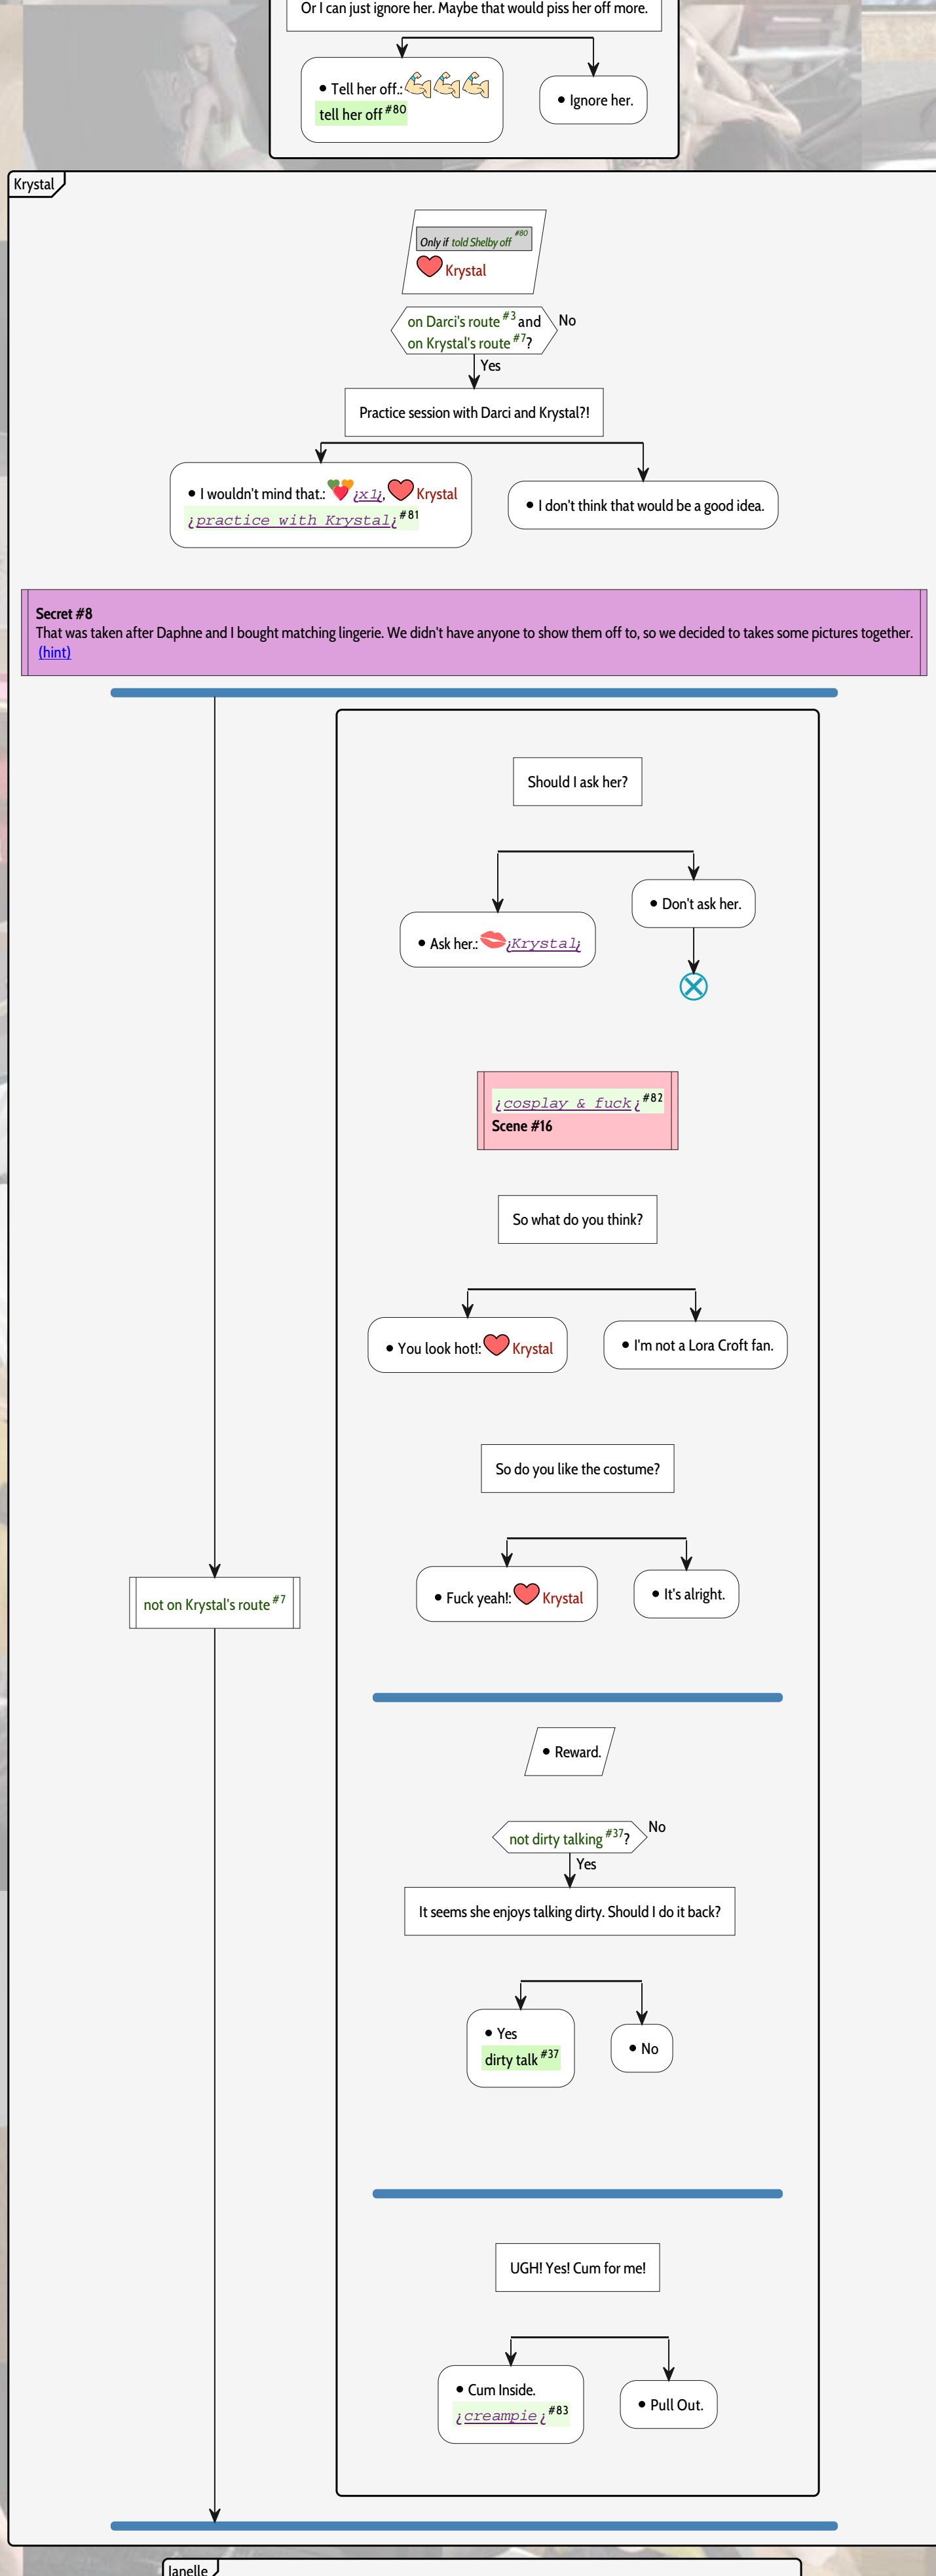 Or I can just ignore her. Maybe that would piss her off more.
• Tell her off.:
tell her off #80
• Ignore her.
Krystal
Only if told Shelby off #80
Krystal
on Darci's route #3 and
on Krystal's route #7?
No
Yes
Practice session with Darci and Krystal?!
• I wouldn't mind that.: ¿x1¿, Krystal
¿practice with Krystal¿ #81
• I don't think that would be a good idea.
Secret #8
That was taken after Daphne and I bought matching lingerie. We didn't have anyone to show them off to, so we decided to takes some pictures together.
(hint)
Should I ask her?
• Ask her.: ¿Krystal¿
• Don't ask her.
¿cosplay & fuck¿ #82
Scene #16
So what do you think?
• You look hot!: Krystal
• I'm not a Lora Croft fan.
So do you like the costume?
• Fuck yeah!: Krystal
• It's alright.
not on Krystal's route #7
• Reward.
not dirty talking #37?
No
Yes
It seems she enjoys talking dirty. Should I do it back?
• Yes
dirty talk #37
• No
UGH! Yes! Cum for me!
• Cum Inside.
¿creampie¿ #83
• Pull Out.
Janelle